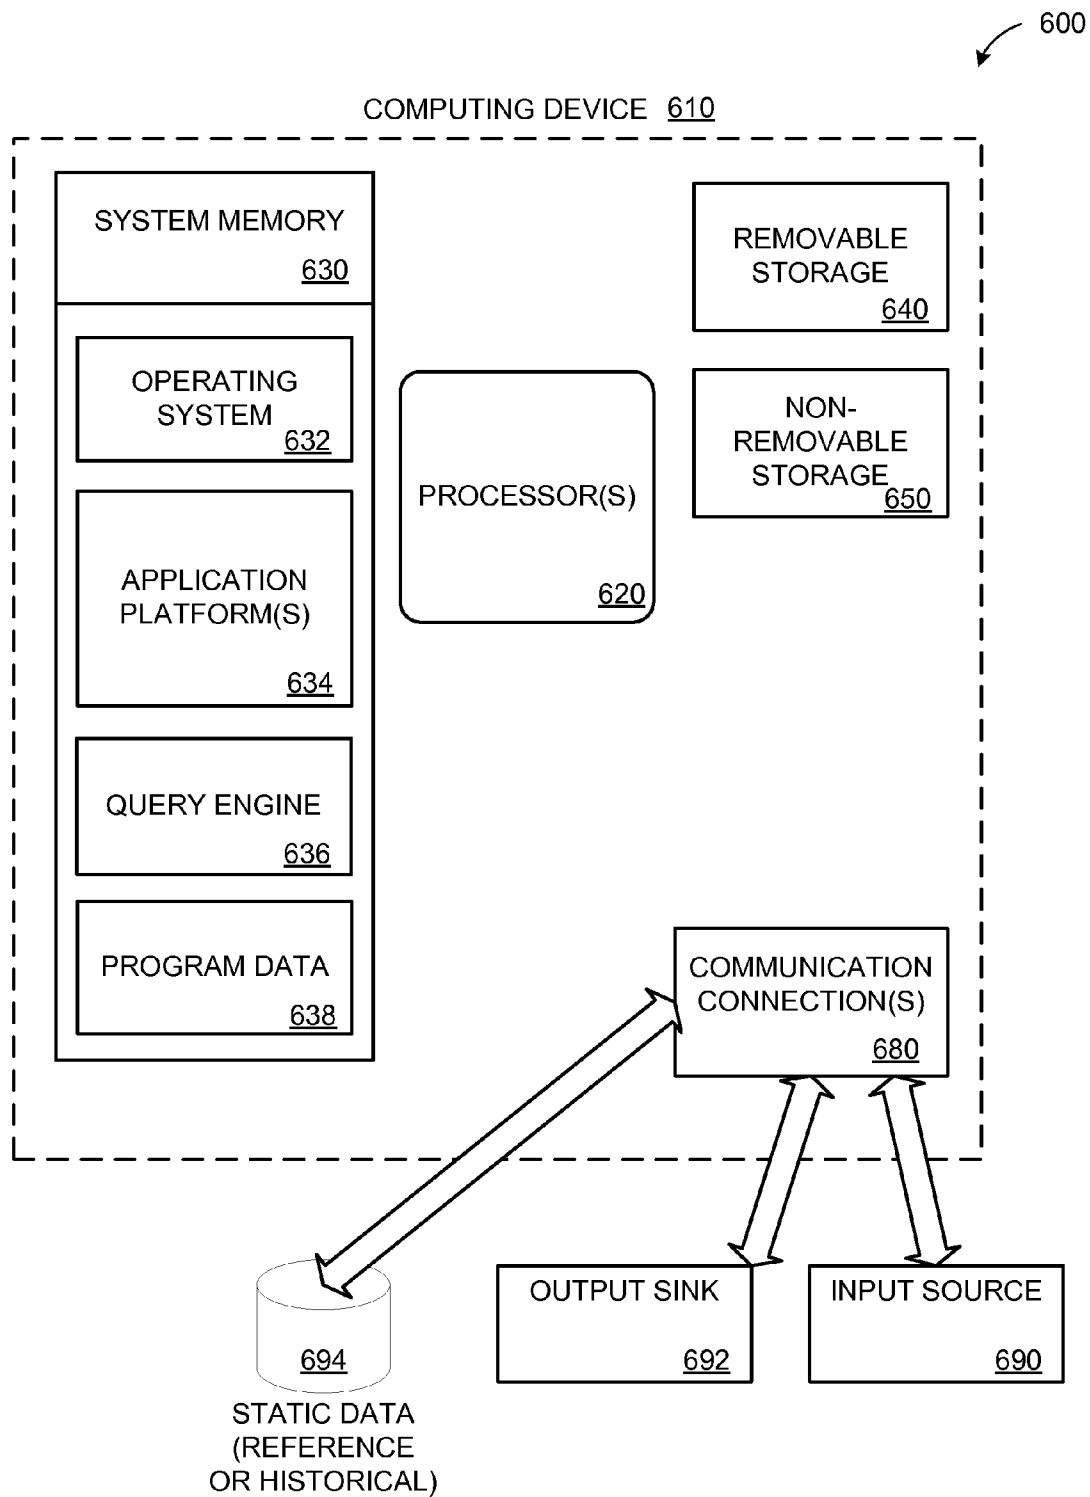 600
COMPUTING DEVICE 610
SYSTEM MEMORY
630
OPERATING
SYSTEM
632
APPLICATION
PLATFORM(S)
634
QUERY ENGINE
636
PROGRAM DATA
638
PROCESSOR(S)
620
REMOVABLE
STORAGE
640
NON-
REMOVABLE
STORAGE
650
COMMUNICATION
CONNECTION(S)
680
OUTPUT SINK
692
INPUT SOURCE
690
694
STATIC DATA
(REFERENCE
OR HISTORICAL)